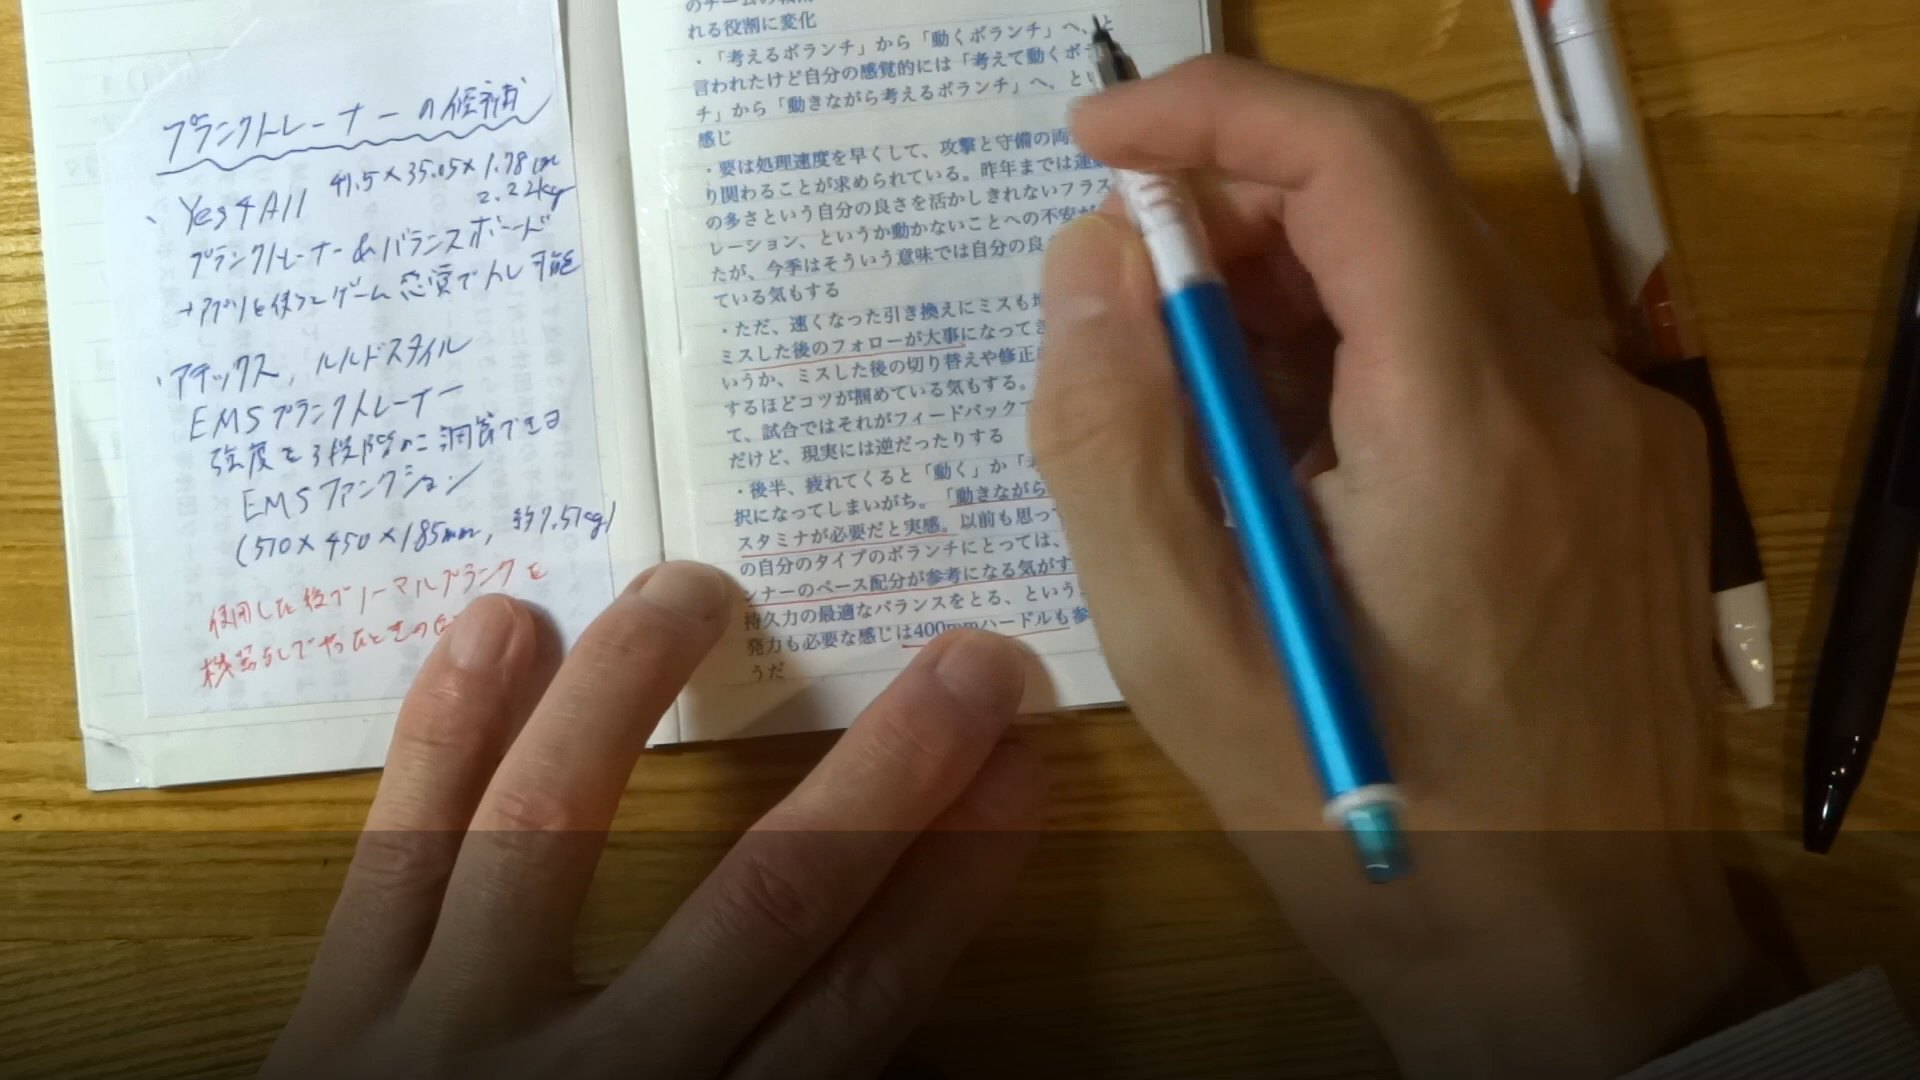 プランクトレーナーの候補
・Yes4All 41.5×35.05×1.78cm
2.22kg
プランクトレーナー&バランスボード
→アプリを使ってゲーム感覚でトレ可能
・アテックス, ルルドスタイル
EMSプランクトレーナー
強度を3段階に調節できる
EMSファンクション
(510×450×185mm, 約7.5kg)
使用した後でノーマルプランクを
機器なしでやったときの
れる役割に変化
・「考えるボランチ」から「動くボランチ」へ、と
言われたけど自分の感覚的には「考えて動くボラ
チ」から「動きながら考えるボランチ」へ、とい
感じ
・要は処理速度を早くして、攻撃と守備の両
り関わることが求められている。昨年までは運
の多さという自分の良さを活かしきれないフラス
レーション、というか動かないことへの不安が
たが、今季はそういう意味では自分の良
ている気もする
・ただ、速くなった引き換えにミスも
ミスした後のフォローが大事になってき
いうか、ミスした後の切り替えや修正
するほどコツが掴めている気もする。
て、試合ではそれがフィードバック
だけど、現実には逆だったりする
・後半、疲れてくると「動く」か「
択になってしまいがち。「動きながら
スタミナが必要だと実感。以前も思っ
の自分のタイプのボランチにとっては、
ンナーのペース配分が参考になる気がす
持久力の最適なバランスをとる、という
発力も必要な感じは400mmハードルも参
うだ